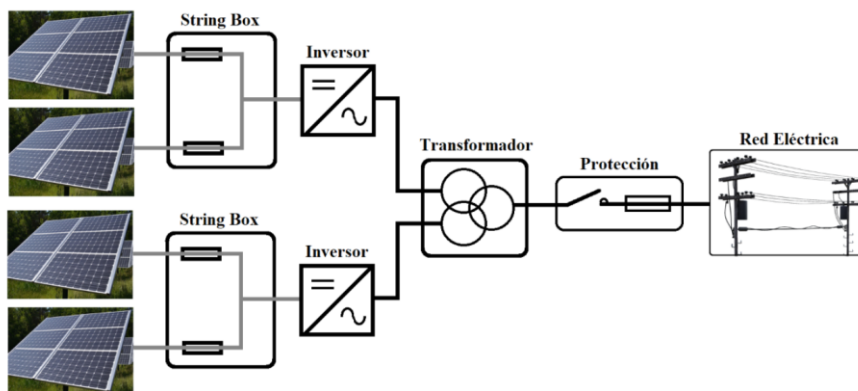 String Box
Inversor
Transformador
Protección
Red Eléctrica
String Box
Inversor